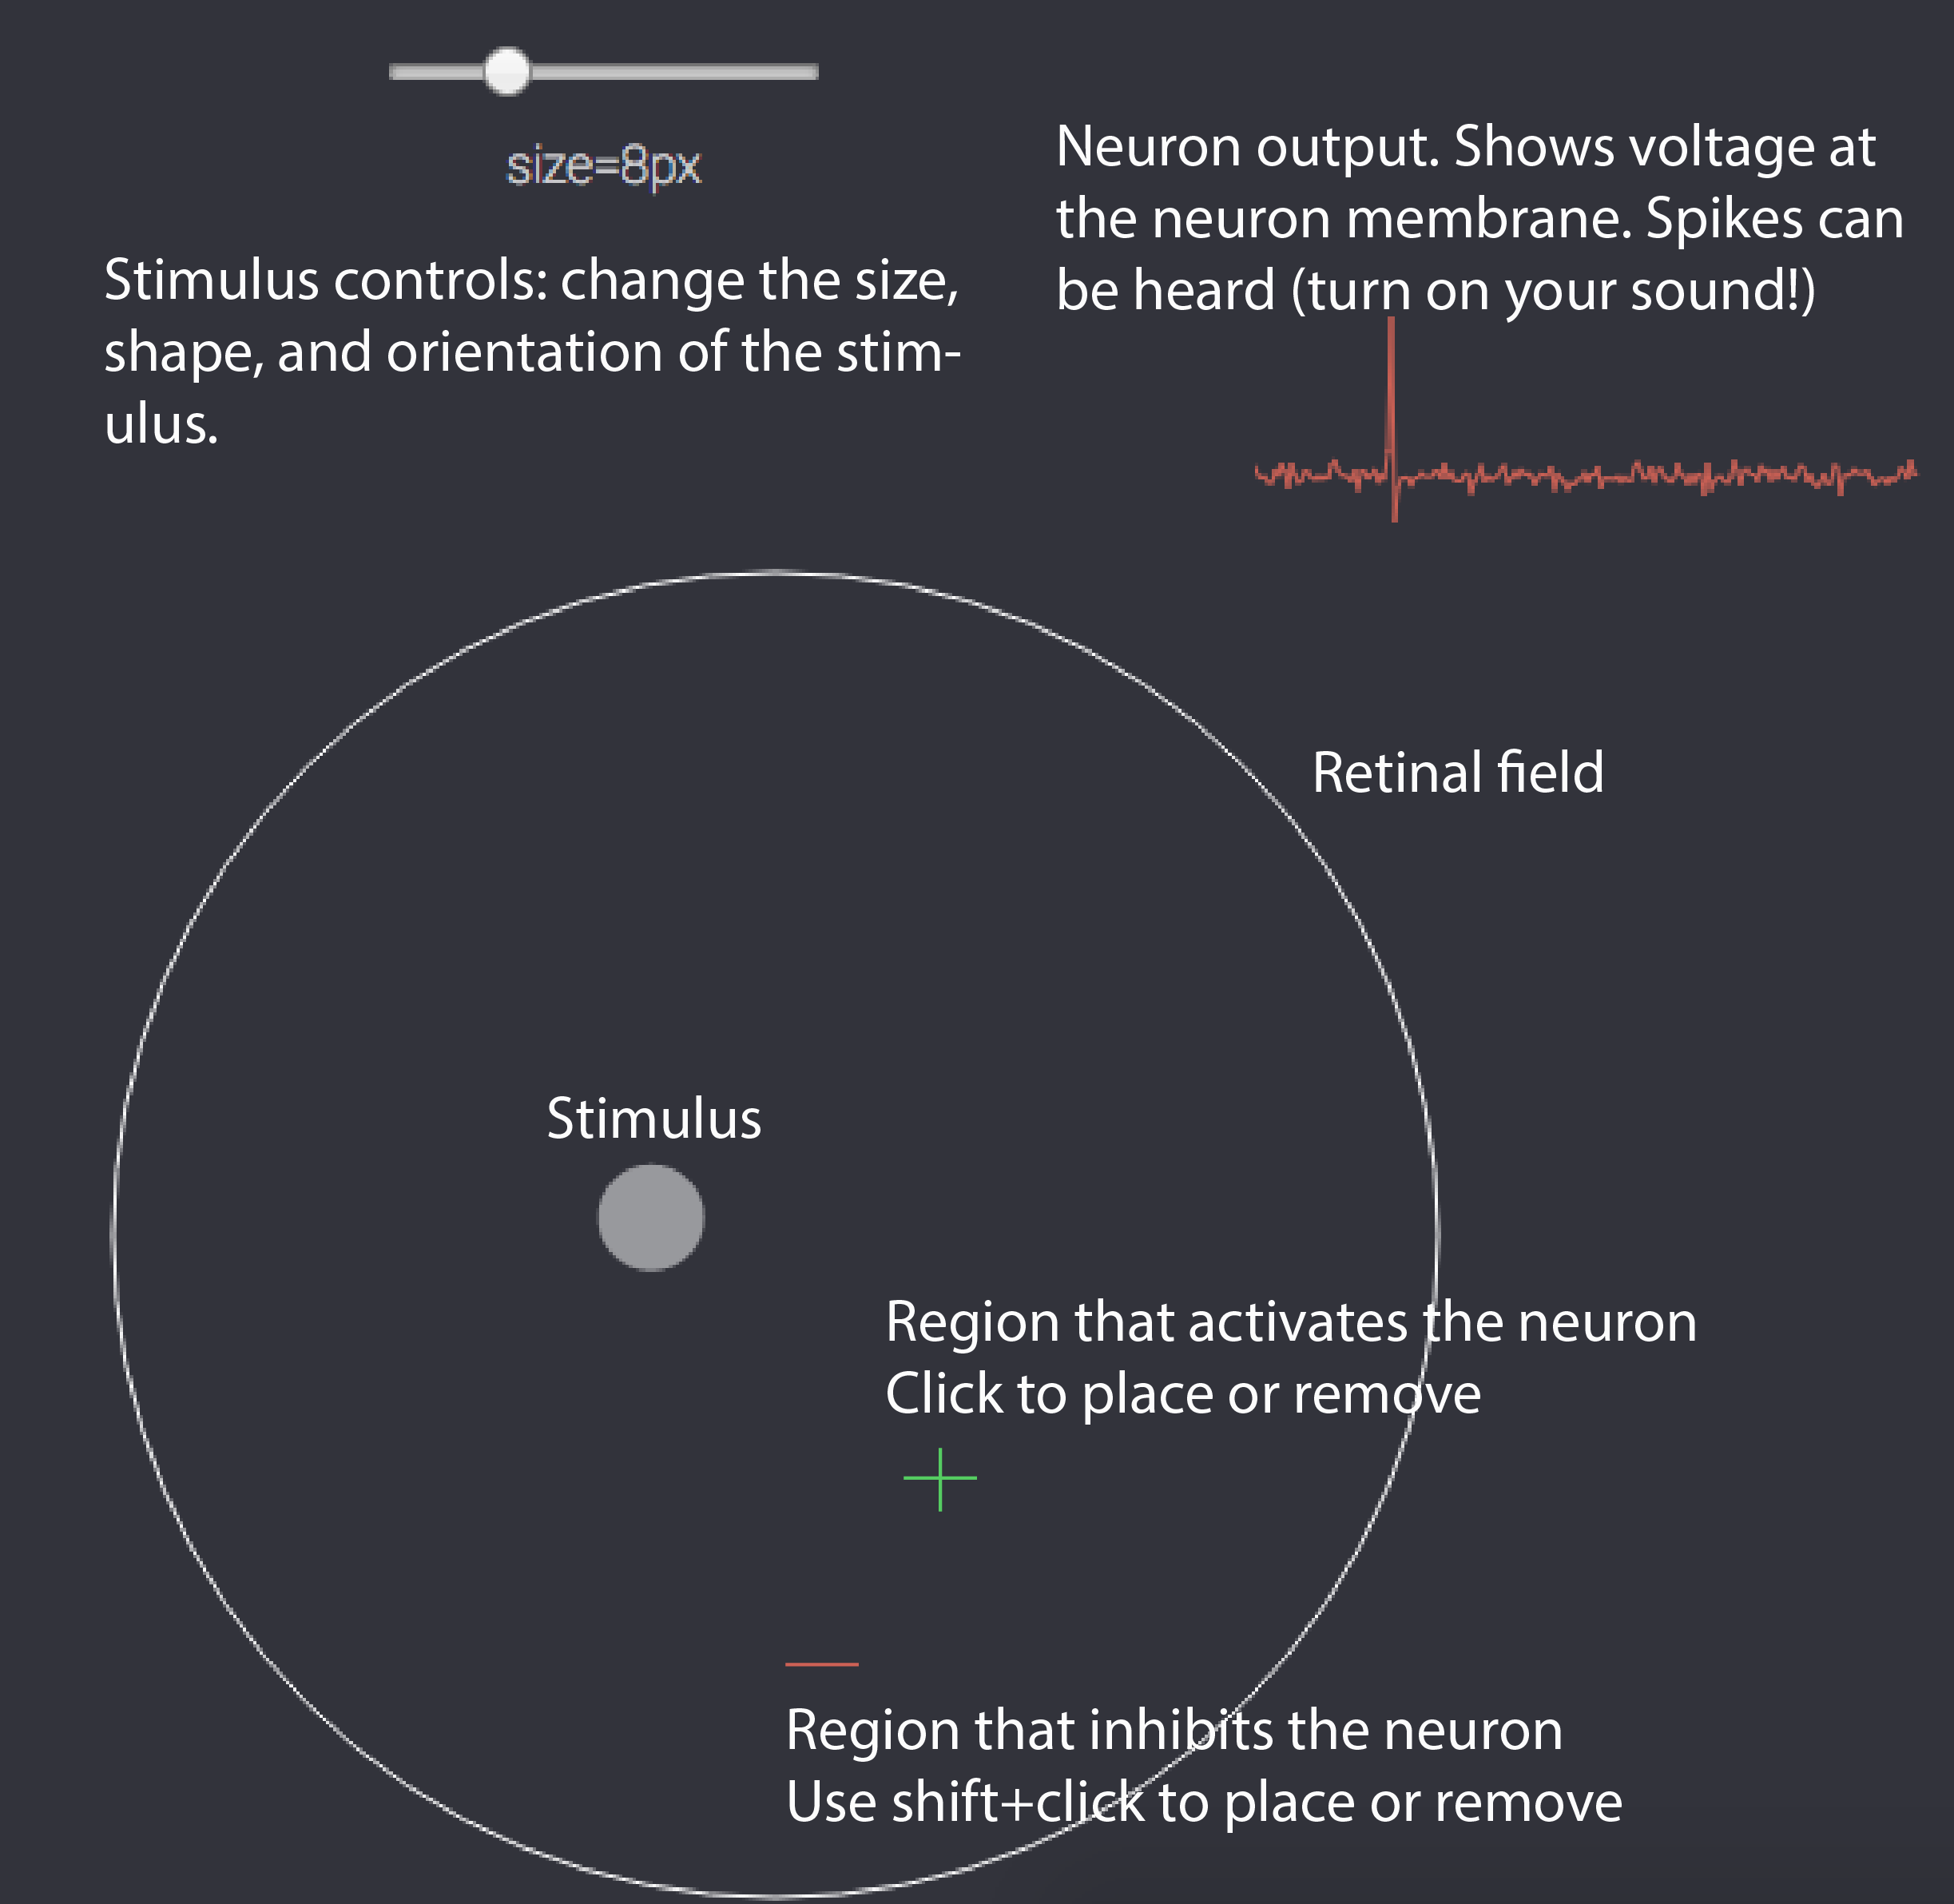 size=8px
Stimulus controls: change the size,
shape, and orientation of the stim-
ulus.
Neuron output. Shows voltage at
the neuron membrane. Spikes can
be heard (turn on your sound!)
Retinal field
Stimulus
Region that activates the neuron
Click to place or remove
Region that inhibits the neuron
Use shift+click to place or remove